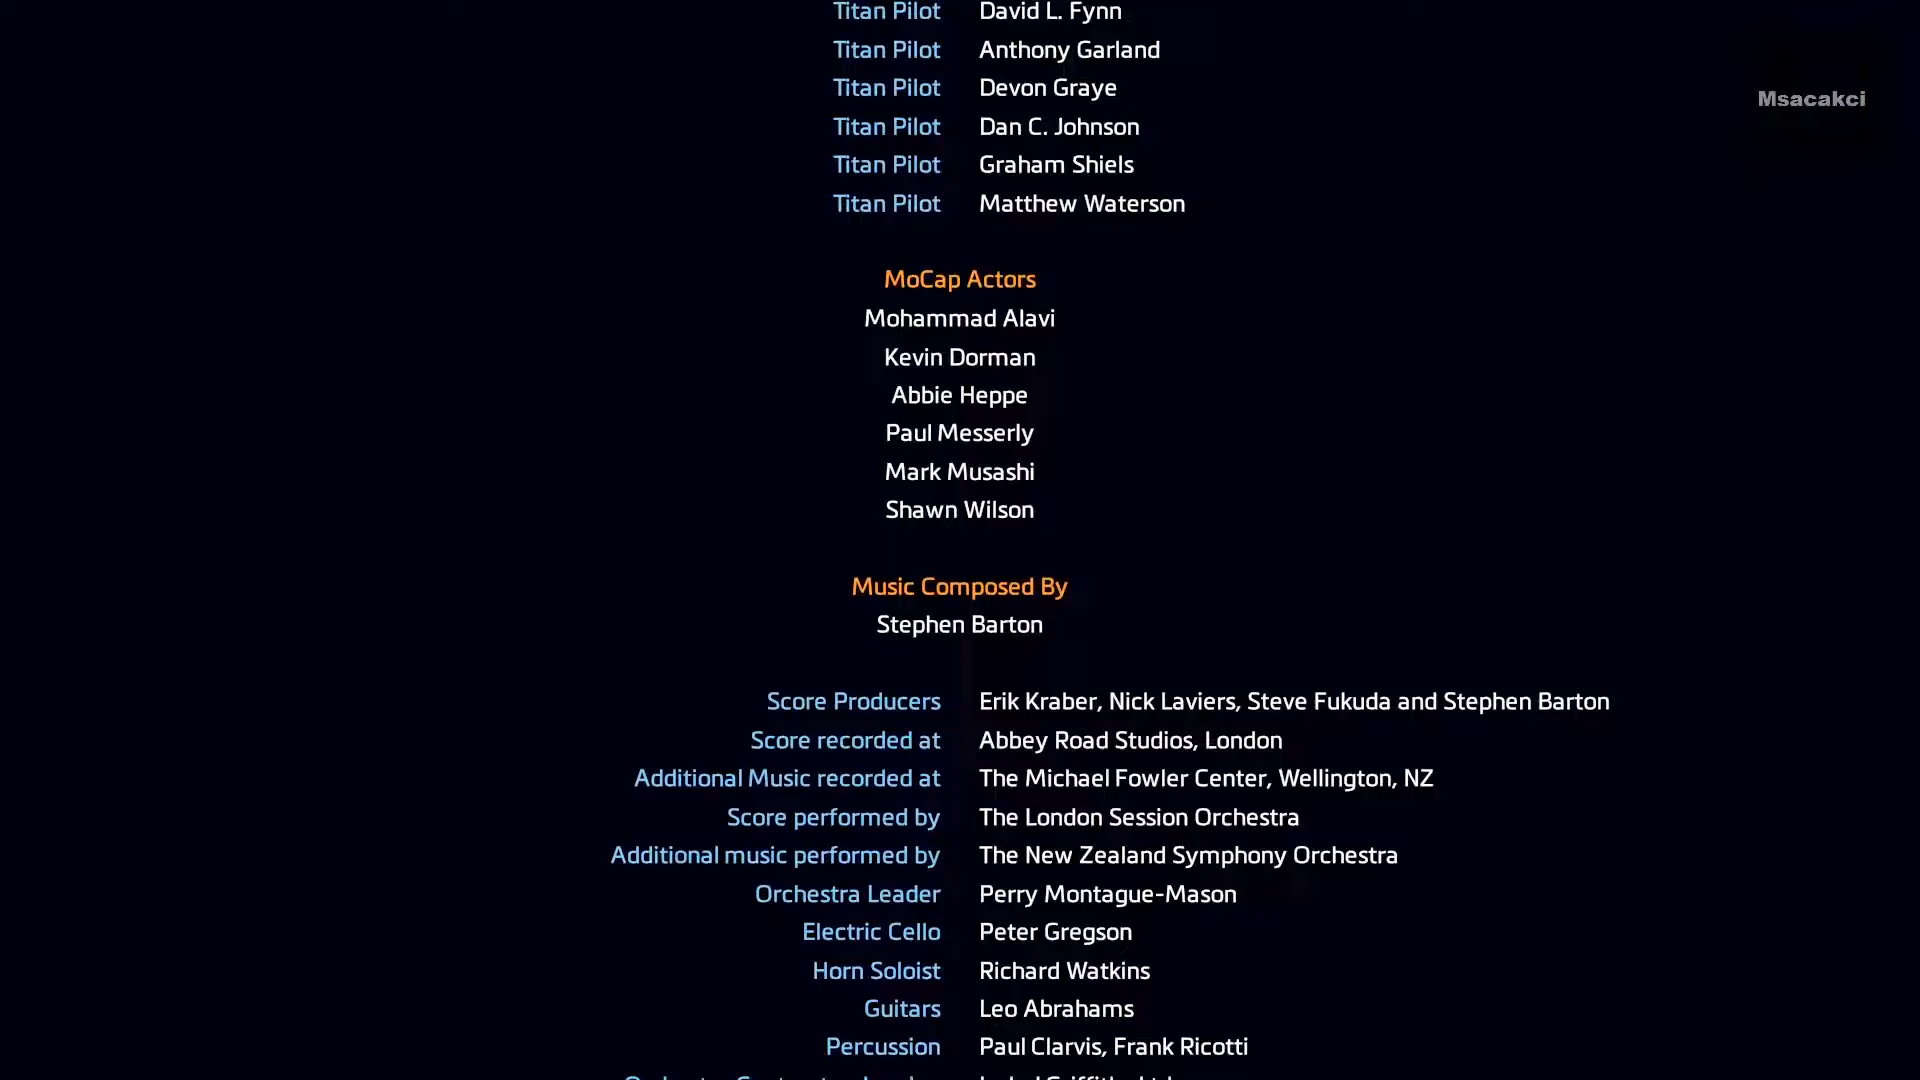 Titan Pilot David L. Fynn
Titan Pilot Anthony Garland
Titan Pilot Devon Graye
Msacakci
Titan Pilot Dan C. Johnson
Titan Pilot Graham Shiels
Titan Pilot Matthew Waterson
MoCap Actors
Mohammad Alavi
Kevin Dorman
Abbie Heppe
Paul Messerly
Mark Musashi
Shawn Wilson
Music Composed By
Stephen Barton
Score Producers Erik Kraber, Nick Laviers, Steve Fukuda and Stephen Barton
Score recorded at Abbey Road Studios, London
Additional Music recorded at The Michael Fowler Center, Wellington, NZ
Score performed by The London Session Orchestra
Additional music performed by The New Zealand Symphony Orchestra
Orchestra Leader Perry Montague-Mason
Electric Cello Peter Gregson
Horn Soloist Richard Watkins
Guitars Leo Abrahams
Percussion Paul Clarvis, Frank Ricotti